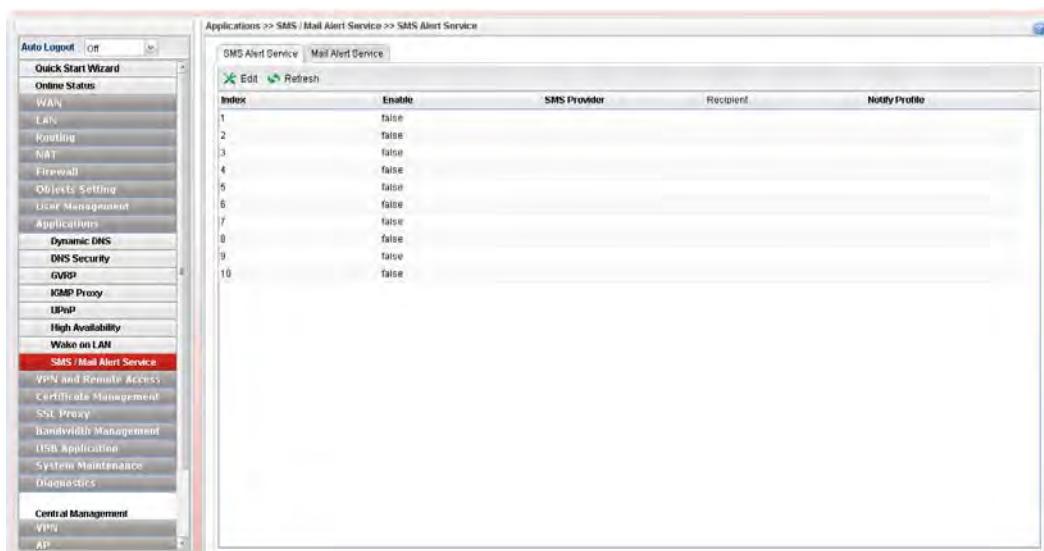 Applications >> SMS / Mail Alert Service >> SMS Alert Service
Auto Logout Off
Quick Start Wizard
Online Status
WAN
LAN
Routing
NAT
Firewall
Objects Setting
User Management
Applications
Dynamic DNS
DNS Security
GVRP
IGMP Proxy
UPnP
High Availability
Wake on LAN
SMS / Mail Alert Service
VPN and Remote Access
Certificate Management
SSL Proxy
Bandwidth Management
USB Application
System Maintenance
Diagnostics
Central Management
VPN
AP
SMS Alert Service Mail Alert Service
Edit Refresh
Index Enable SMS Provider Recipient Notify Profile
1 false
2 false
3 false
4 false
5 false
6 false
7 false
8 false
9 false
10 false